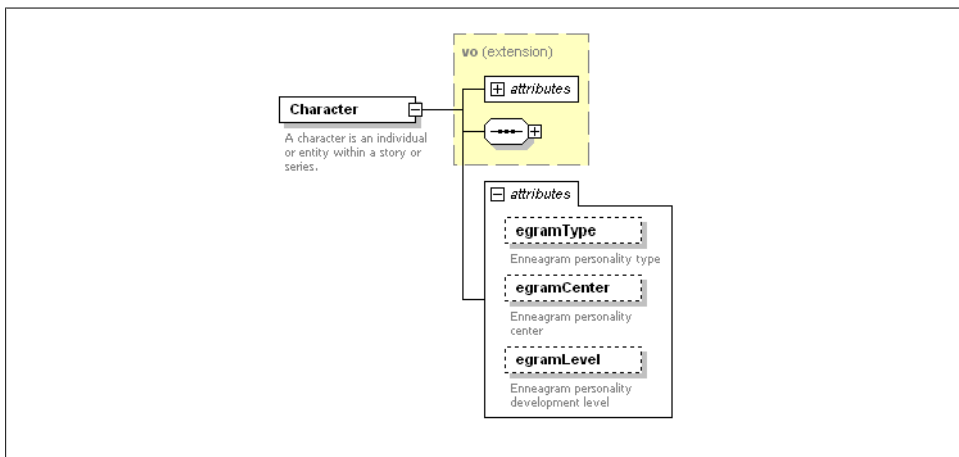 vo (extension)
attributes
Character
A character is an individual
or entity within a story or
series.
attributes
egramType
Enneagram personality type
egramCenter
Enneagram personality
center
egramLevel
Enneagram personality
development level